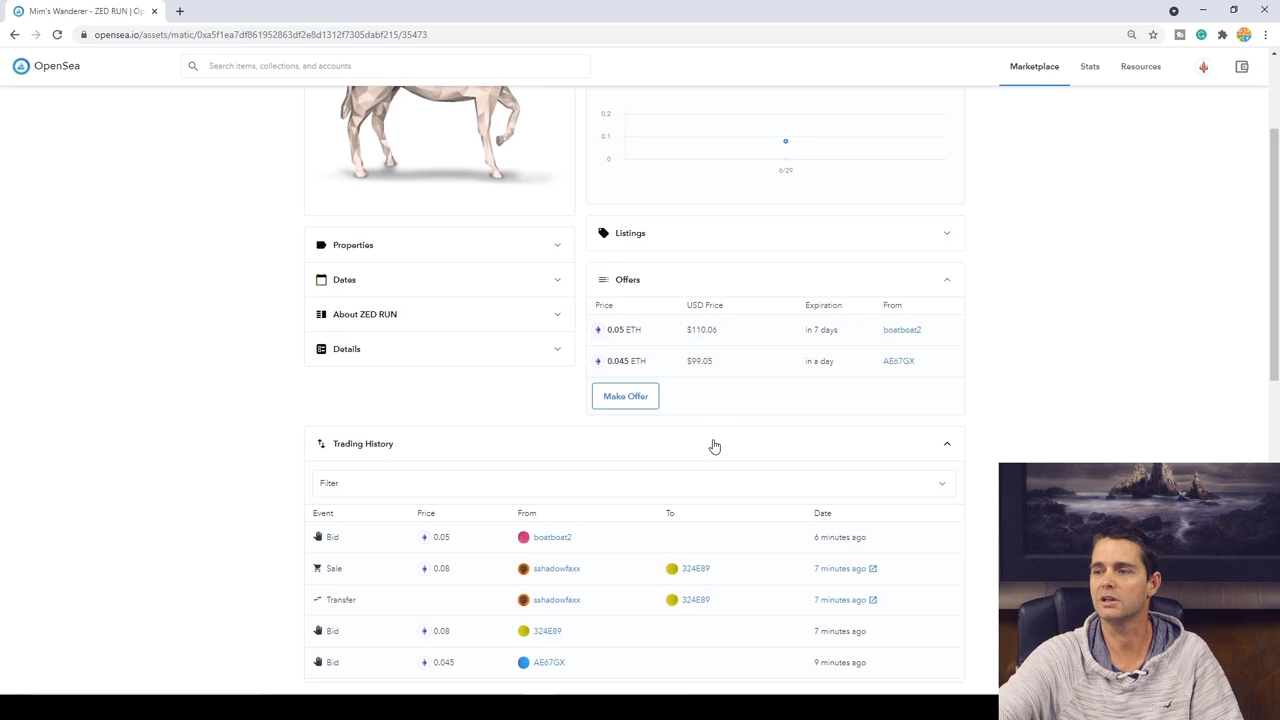 Mim's Wanderer - ZED RUN | Op
opensea.io/assets/matic/0xa5f1ea7df861952863df2e8d1312f7305dabf215/35473
OpenSea
Search items, collections, and accounts
Marketplace
Stats
Resources
0.2
0.1
0
6/29
Properties
Dates
About ZED RUN
Details
Listings
Offers
Price USD Price Expiration From
0.05 ETH $110.06 in 7 days boatboat2
0.045 ETH $99.05 in a day AE67GX
Make Offer
Trading History
Filter
Event Price From To Date
Bid 0.05 boatboat2 6 minutes ago
Sale 0.08 sshadowfaxx 324E89 7 minutes ago
Transfer sshadowfaxx 324E89 7 minutes ago
Bid 0.08 324E89 7 minutes ago
Bid 0.045 AE67GX 9 minutes ago